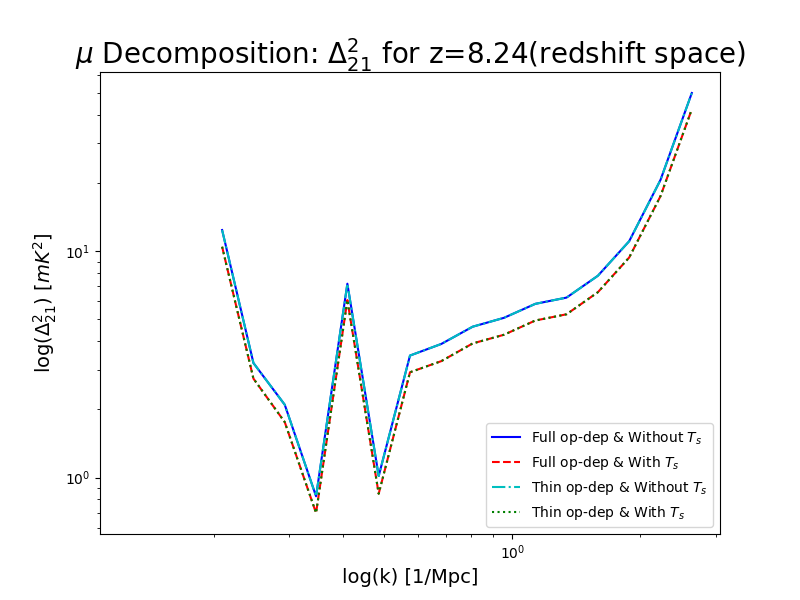 μ Decomposition: Δ²₂₁ for z=8.24(redshift space)
log(Δ²₂₁) [mK²]
10¹
10⁰
Full op-dep & Without Tₛ
Full op-dep & With Tₛ
Thin op-dep & Without Tₛ
Thin op-dep & With Tₛ
10⁰
log(k) [1/Mpc]